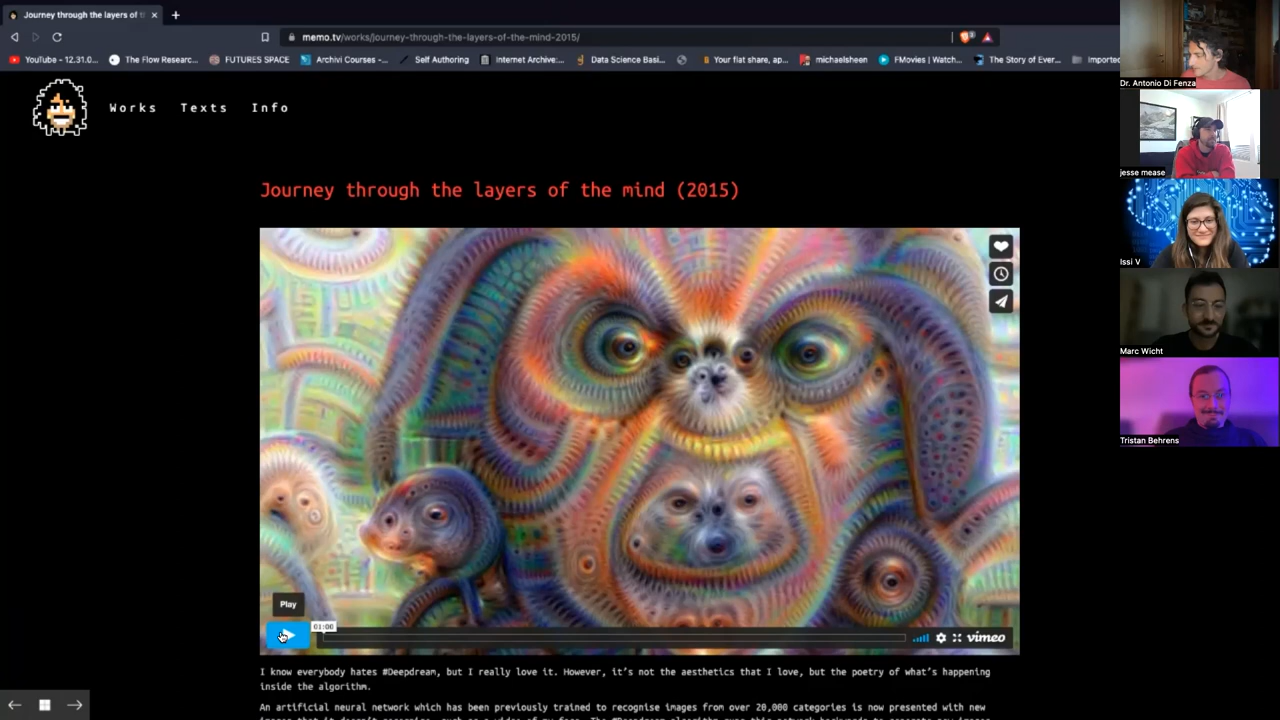 Journey through the layers of t
memo.tv/works/journey-through-the-layers-of-the-mind-2015/
YouTube - 12.31.0...
The Flow Researc...
FUTURES SPACE
Archivi Courses -...
Self Authoring
Internet Archive:...
Data Science Basi...
Your flat share, ap...
michaelsheen
FMovies | Watch...
The Story of Ever...
Imported
Works Texts Info
Journey through the layers of the mind (2015)
Play
01:00
vimeo
I know everybody hates #Deepdream, but I really love it. However, it's not the aesthetics that I love, but the poetry of what's happening
inside the algorithm.
An artificial neural network which has been previously trained to recognise images from over 20,000 categories is now presented with new
Dr. Antonio Di Fenza
jesse mease
Issi V
Marc Wicht
Tristan Behrens